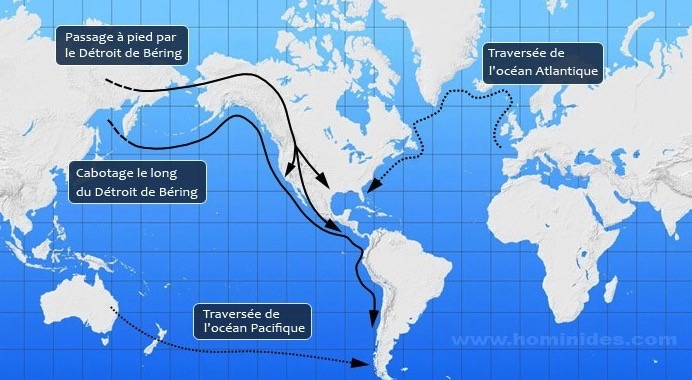 Passage à pied par
le Détroit de Béring
Traversée de
l'océan Atlantique
Cabotage le long
du Détroit de Béring
Traversée de
l'océan Pacifique
www.hominides.com